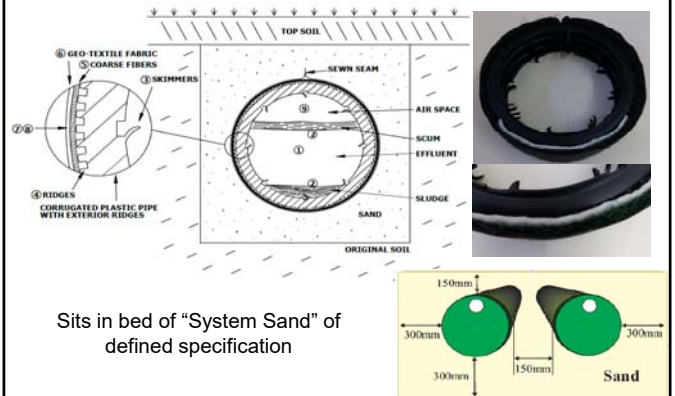 TOP SOIL
⑥ GEO-TEXTILE FABRIC
⑤ COARSE FIBERS
③ SKIMMERS
SEWN SEAM
⑨
AIR SPACE
②
SCUM
⑦⑧
①
EFFLUENT
②
SLUDGE
④ RIDGES
CORRUGATED PLASTIC PIPE
WITH EXTERIOR RIDGES
SAND
ORIGINAL SOIL
Sits in bed of “System Sand” of
defined specification
150mm
300mm
300mm
150mm
300mm
Sand